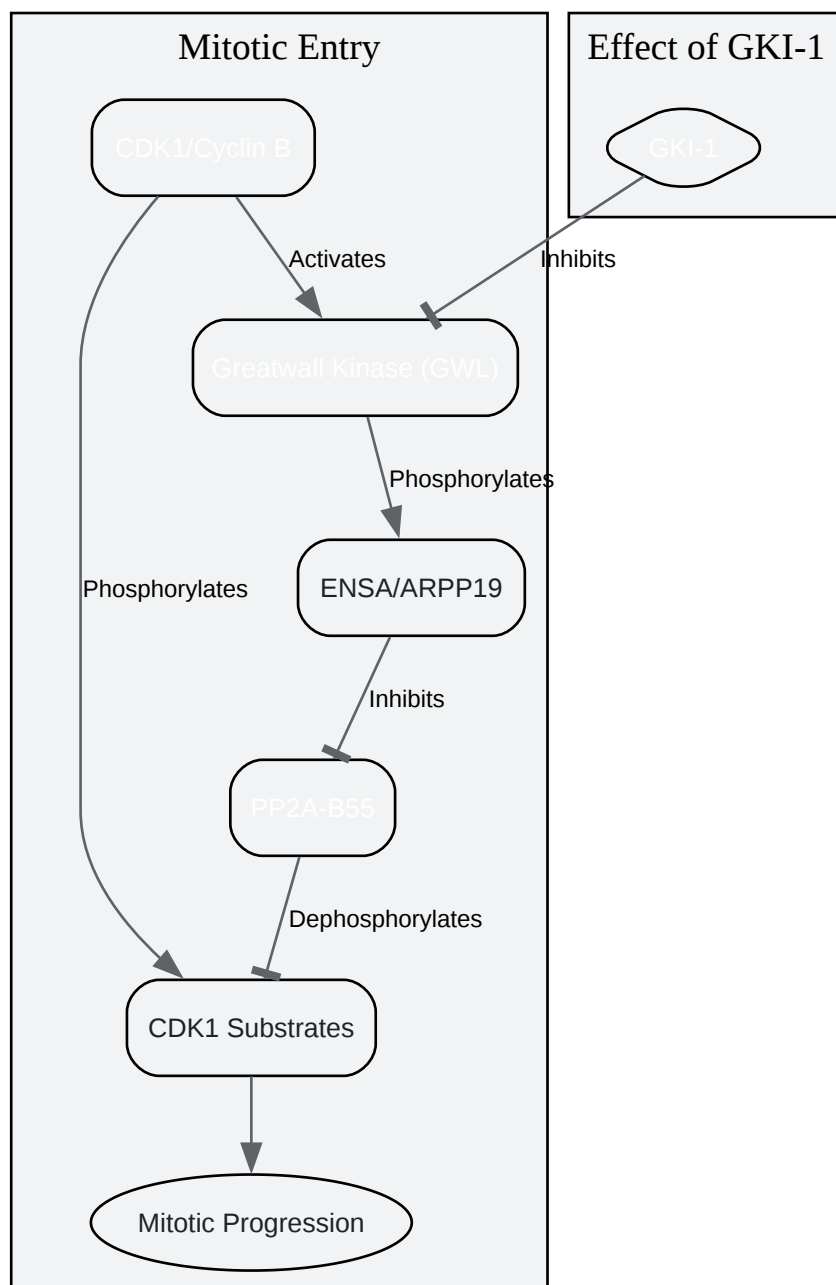 Mitotic Entry
Effect of GKI-1
CDK1/Cyclin B
GKI-1
Activates
Inhibits
Greatwall Kinase (GWL)
Phosphorylates
Phosphorylates
ENSA/ARPP19
Inhibits
PP2A-B55
Dephosphorylates
CDK1 Substrates
Mitotic Progression